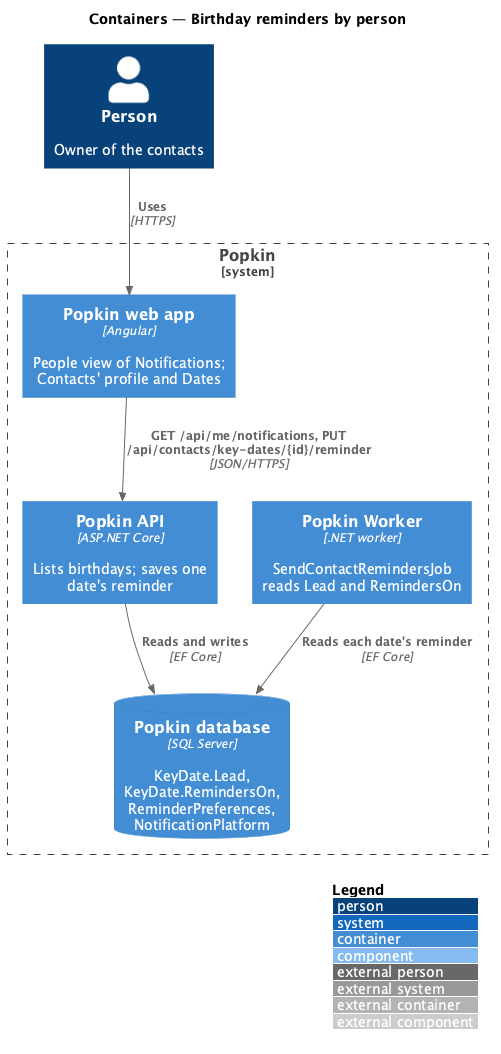 Containers — Birthday reminders by person
Person
Owner of the contacts
Uses
[HTTPS]
Popkin
[system]
Popkin web app
[Angular]
People view of Notifications;
Contacts' profile and Dates
GET /api/me/notifications, PUT
/api/contacts/key-dates/{id}/reminder
[JSON/HTTPS]
Popkin API
[ASP.NET Core]
Lists birthdays; saves one
date's reminder
Popkin Worker
[.NET worker]
SendContactRemindersJob
reads Lead and RemindersOn
Reads and writes
[EF Core]
Reads each date's reminder
[EF Core]
Popkin database
[SQL Server]
KeyDate.Lead,
KeyDate.RemindersOn,
ReminderPreferences,
NotificationPlatform
Legend
person
system
container
component
external person
external system
external container
external component